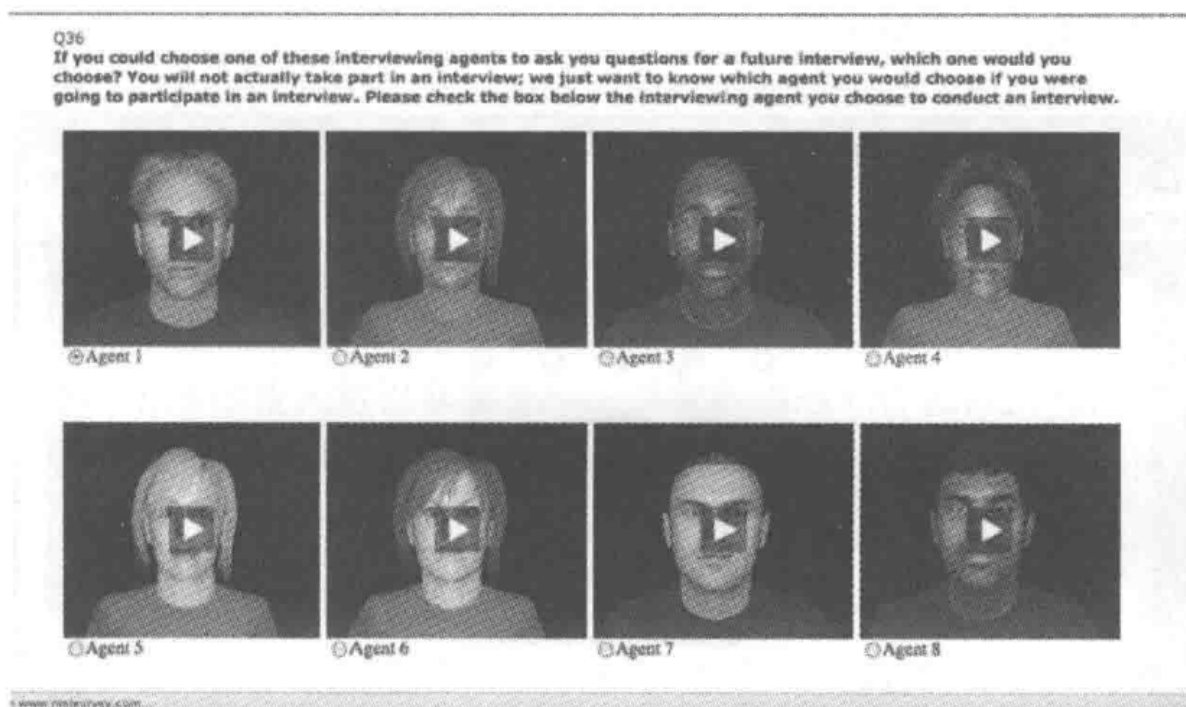 Q36
If you could choose one of these interviewing agents to ask you questions for a future interview, which one would you
choose? You will not actually take part in an interview; we just want to know which agent you would choose if you were
going to participate in an interview. Please check the box below the interviewing agent you choose to conduct an interview.
Agent 1 Agent 2 Agent 3 Agent 4
Agent 5 Agent 6 Agent 7 Agent 8